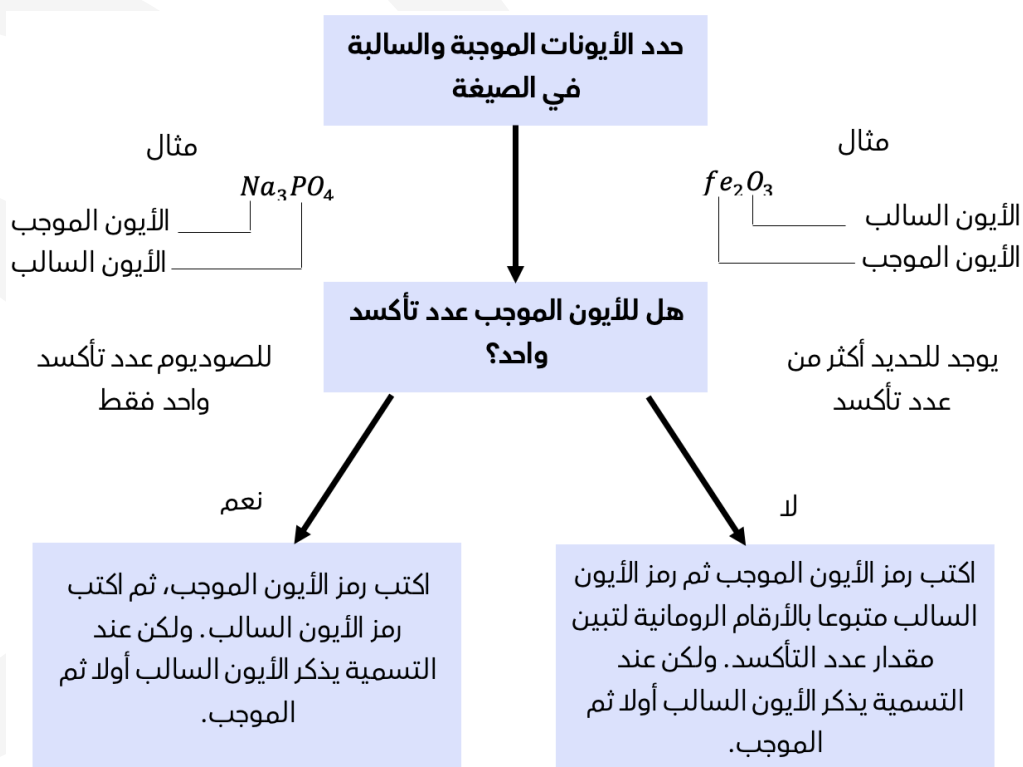 حدد الأيونات الموجبة والسالبة
في الصيغة
مثال
fe₂O₃
الأيون السالب
الأيون الموجب
مثال
Na₃PO₄
الأيون الموجب
الأيون السالب
هل للأيون الموجب عدد تأكسد
واحد؟
يوجد للحديد أكثر من
عدد تأكسد
للصوديوم عدد تأكسد
واحد فقط
لا
نعم
اكتب رمز الأيون الموجب ثم رمز الأيون
السالب متبوعا بالأرقام الرومانية لتبين
مقدار عدد التأكسد. ولكن عند
التسمية يذكر الأيون السالب أولا ثم
الموجب.
اكتب رمز الأيون الموجب، ثم اكتب
رمز الأيون السالب. ولكن عند
التسمية يذكر الأيون السالب أولا ثم
الموجب.